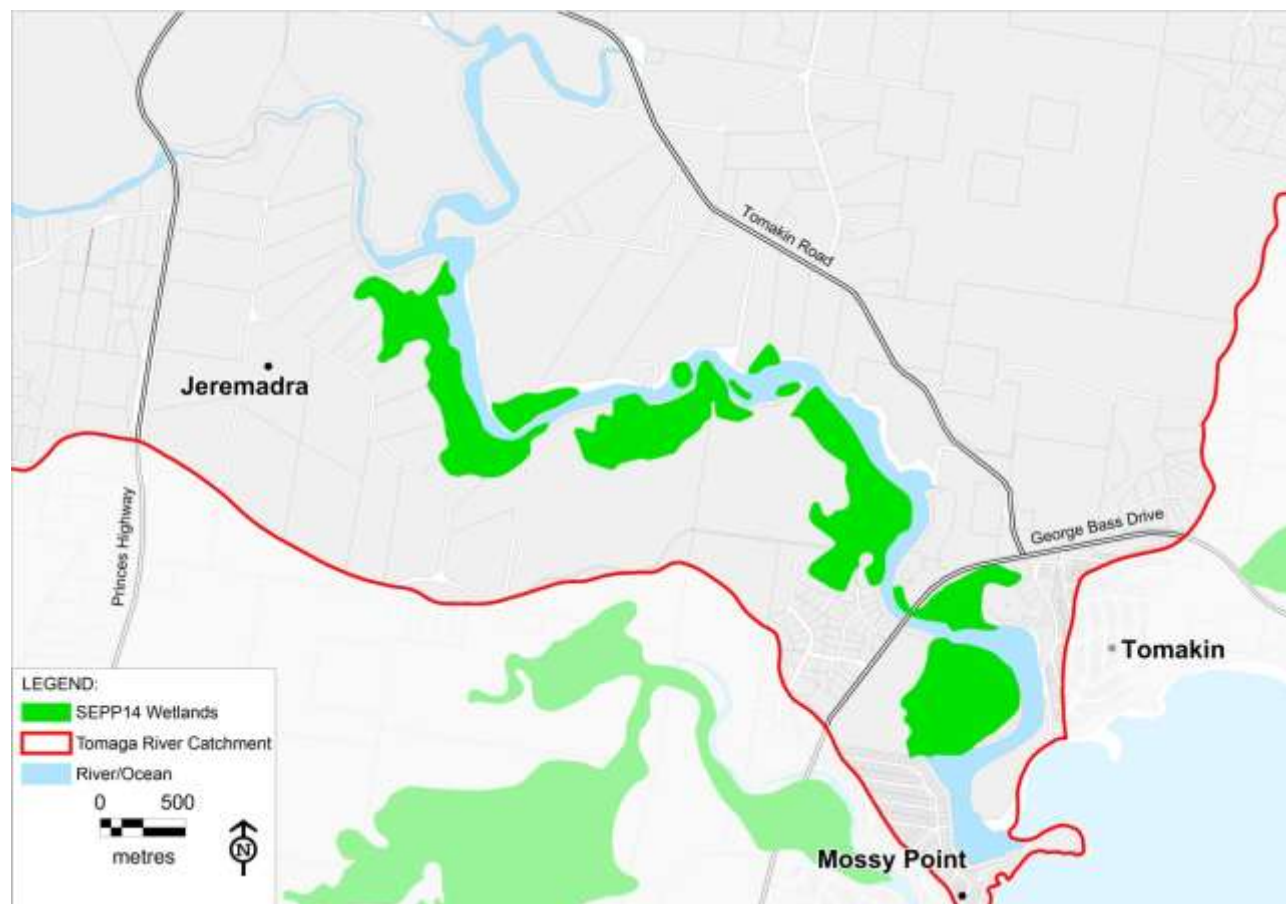 Tomakin Road
Jeremadra
Princes Highway
George Bass Drive
Tomakin
LEGEND:
SEPP14 Wetlands
Tomaga River Catchment
River/Ocean
0 500
metres
N
Mossy Point